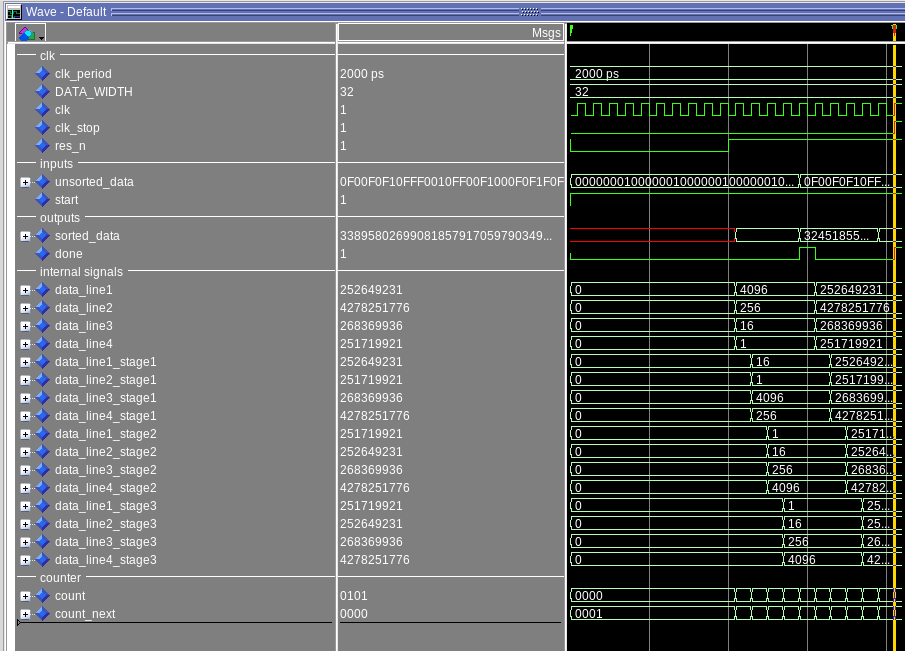 Wave - Default
Msgs
clk
clk_period 2000 ps 2000 ps
DATA_WIDTH 32 32
clk 1
clk_stop 1
res_n 1
inputs
unsorted_data 0F00F0F10FFF0010FF00F1000F0F1F0F 00000001000000100000010000010... 0F00F0F10FF...
start 1
outputs
sorted_data 338958026990818579170597903 49... 32451855...
done 1
internal signals
data_line1 252649231 0 4096 252649231
data_line2 4278251776 0 256 4278251776
data_line3 268369936 0 16 268369936
data_line4 251719921 0 1 251719921
data_line1_stage1 252649231 0 16 2526492...
data_line2_stage1 251719921 0 1 2517199...
data_line3_stage1 268369936 0 4096 2683699...
data_line4_stage1 4278251776 0 256 4278251...
data_line1_stage2 251719921 0 1 25171...
data_line2_stage2 252649231 0 16 25264...
data_line3_stage2 268369936 0 256 26836...
data_line4_stage2 4278251776 0 4096 42782...
data_line1_stage3 251719921 0 1 25...
data_line2_stage3 252649231 0 16 25...
data_line3_stage3 268369936 0 256 26...
data_line4_stage3 4278251776 0 4096 42...
counter
count 0101 0000
count_next 0000 0001